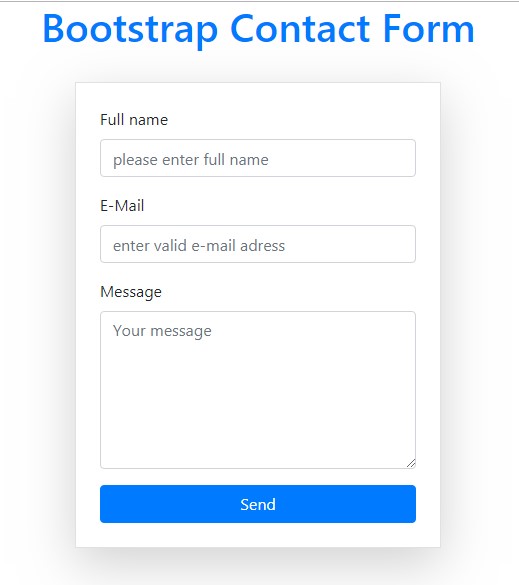 Bootstrap Contact Form
Full name
please enter full name
E-Mail
enter valid e-mail adress
Message
Your message
Send